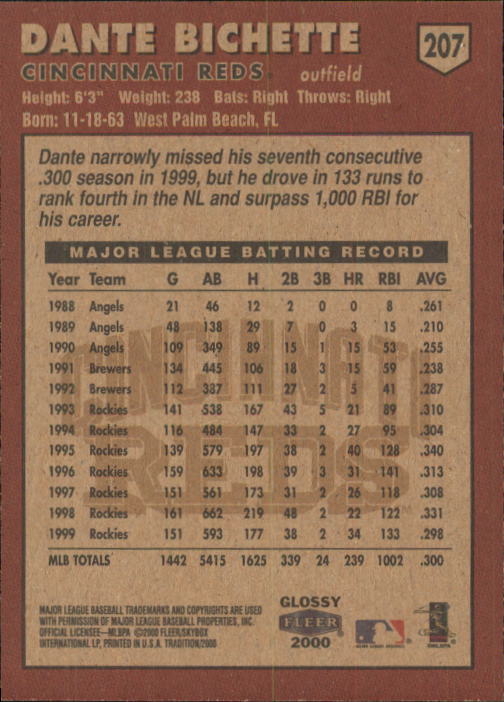 DANTE BICHETTE
207
CINCINNATI REDS outfield
Height: 6'3" Weight: 238 Bats: Right Throws: Right
Born: 11-18-63 West Palm Beach, FL
Dante narrowly missed his seventh consecutive
.300 season in 1999, but he drove in 133 runs to
rank fourth in the NL and surpass 1,000 RBI for
his career.
MAJOR LEAGUE BATTING RECORD
Year Team G AB H 2B 3B HR RBI AVG
1988 Angels 21 46 12 2 0 0 8 .261
1989 Angels 48 138 29 7 0 3 15 .210
1990 Angels 109 349 89 15 1 15 53 .255
1991 Brewers 134 445 106 18 3 15 59 .238
1992 Brewers 112 387 111 27 2 5 41 .287
1993 Rockies 141 538 167 43 5 21 89 .310
1994 Rockies 116 484 147 33 2 27 95 .304
1995 Rockies 139 579 197 38 2 40 128 .340
1996 Rockies 159 633 198 39 3 31 141 .313
1997 Rockies 151 561 173 31 2 26 118 .308
1998 Rockies 161 662 219 48 2 22 122 .331
1999 Rockies 151 593 177 38 2 34 133 .298
MLB TOTALS 1442 5415 1625 339 24 239 1002 .300
CINCINNATI
REDS
MAJOR LEAGUE BASEBALL TRADEMARKS AND COPYRIGHTS ARE USED
WITH PERMISSION OF MAJOR LEAGUE BASEBALL PROPERTIES, INC.
OFFICIAL LICENSEE—MLBPA ©2000 FLEER/SKYBOX
INTERNATIONAL LP, PRINTED IN U.S.A. TRADITION/2000
GLOSSY
FLEER
2000